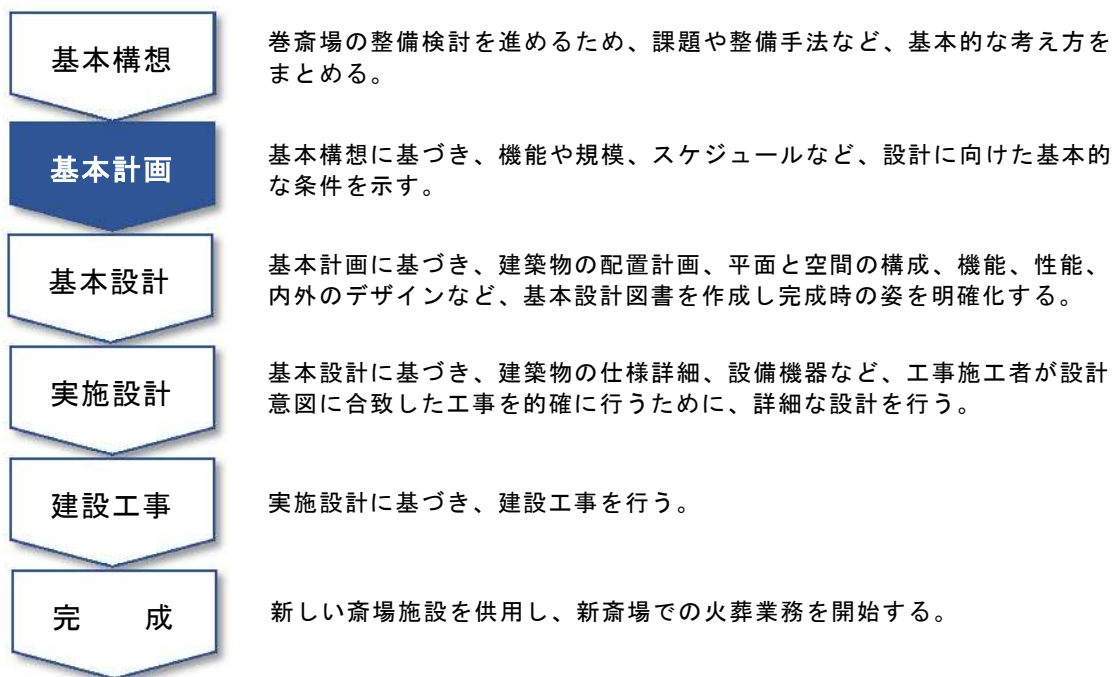 基本構想
巻斎場の整備検討を進めるため、課題や整備手法など、基本的な考え方を
まとめる。
基本計画
基本構想に基づき、機能や規模、スケジュールなど、設計に向けた基本的
な条件を示す。
基本設計
基本計画に基づき、建築物の配置計画、平面と空間の構成、機能、性能、
内外のデザインなど、基本設計図書を作成し完成時の姿を明確化する。
実施設計
基本設計に基づき、建築物の仕様詳細、設備機器など、工事施工者が設計
意図に合致した工事を的確に行うために、詳細な設計を行う。
建設工事
実施設計に基づき、建設工事を行う。
完　成
新しい斎場施設を供用し、新斎場での火葬業務を開始する。